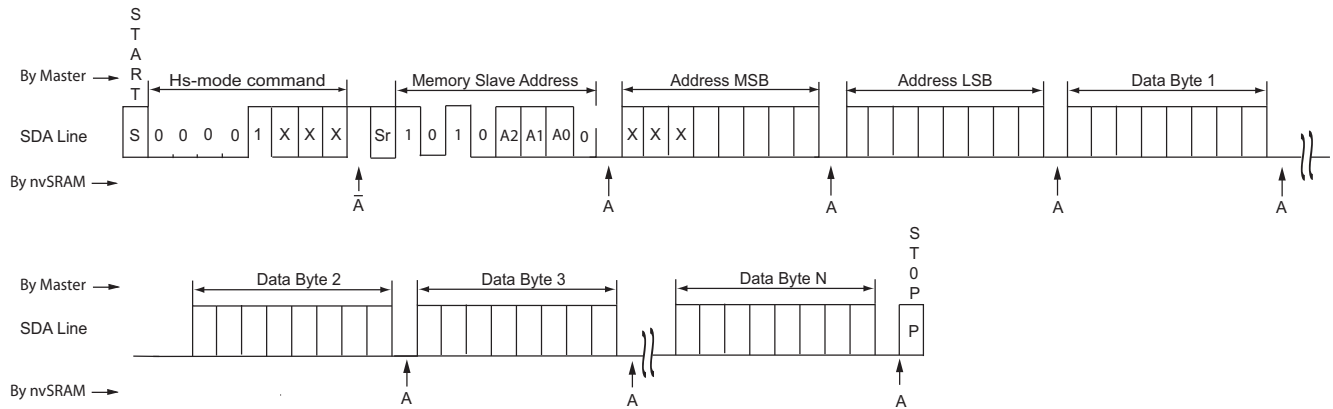 START
By Master
Hs-mode command
Memory Slave Address
Address MSB
Address LSB
Data Byte 1
SDA Line
S 0 0 0 0 1 X X X Sr 1 0 1 0 A2 A1 A0 0 X X X
By nvSRAM
A̅ A A A A
ST0P
By Master
Data Byte 2
Data Byte 3
Data Byte N
SDA Line
P
By nvSRAM
A A A